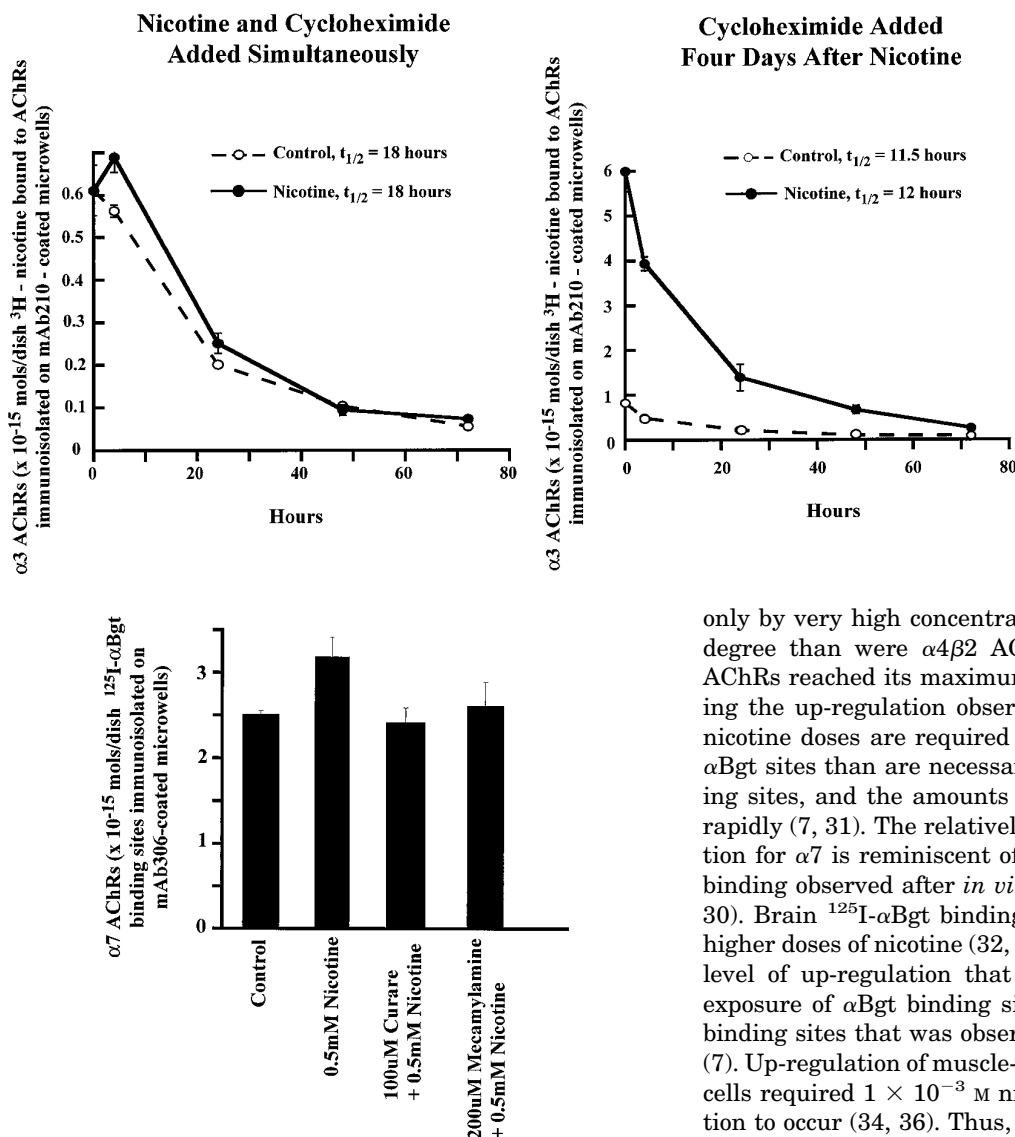 Nicotine and Cycloheximide
Added Simultaneously
α3 AChRs (x 10⁻¹⁵ mols/dish ³H - nicotine bound to AChRs
immunoisolated on mAb210 - coated microwells)
Control, t₁/₂ = 18 hours
Nicotine, t₁/₂ = 18 hours
0.6
0.5
0.4
0.3
0.2
0.1
0
0 20 40 60 80
Hours
Cycloheximide Added
Four Days After Nicotine
α3 AChRs (x 10⁻¹⁵ mols/dish ³H - nicotine bound to AChRs
immunoisolated on mAb210 - coated microwells)
Control, t₁/₂ = 11.5 hours
Nicotine, t₁/₂ = 12 hours
6
5
4
3
2
1
0
0 20 40 60 80
Hours
α7 AChRs (x 10⁻¹⁵ mols/dish ¹²⁵I-αBgt
binding sites immunoisolated on
mAb306-coated microwells)
3
2
1
0
Control
0.5mM Nicotine
100uM Curare
+ 0.5mM Nicotine
200uM Mecamylamine
+ 0.5mM Nicotine
only by very high concentra
degree than were α4β2 AC
AChRs reached its maximum
ing the up-regulation observ
nicotine doses are required
αBgt sites than are necessar
ing sites, and the amounts
rapidly (7, 31). The relatively
tion for α7 is reminiscent of
binding observed after in vi
30). Brain ¹²⁵I-αBgt binding
higher doses of nicotine (32,
level of up-regulation that
exposure of αBgt binding si
binding sites that was obser
(7). Up-regulation of muscle-
cells required 1 × 10⁻³ M ni
tion to occur (34, 36). Thus,